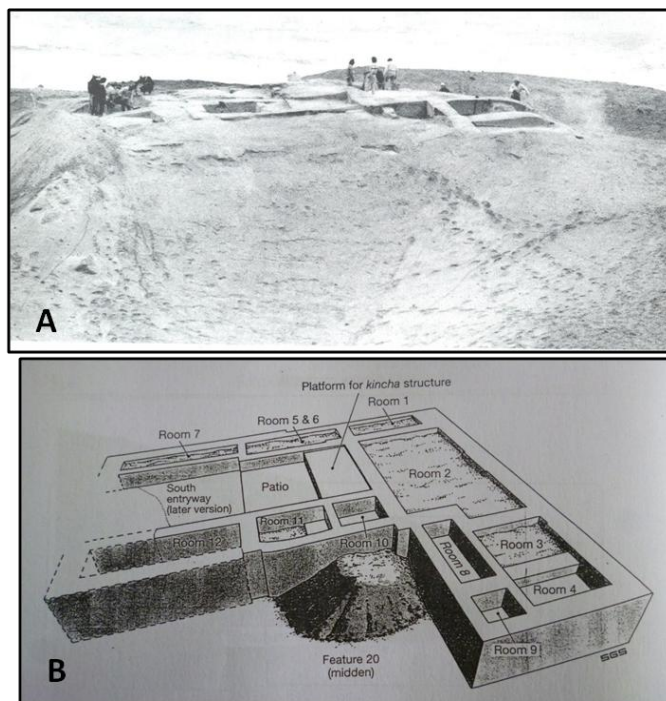 A
Platform for kincha structure
Room 5 & 6
Room 1
Room 7
Room 2
South
entryway
(later version)
Patio
Room 11
Room 12
Room 10
Room 8
Room 3
Room 4
Room 9
Feature 20
(midden)
SGS
B